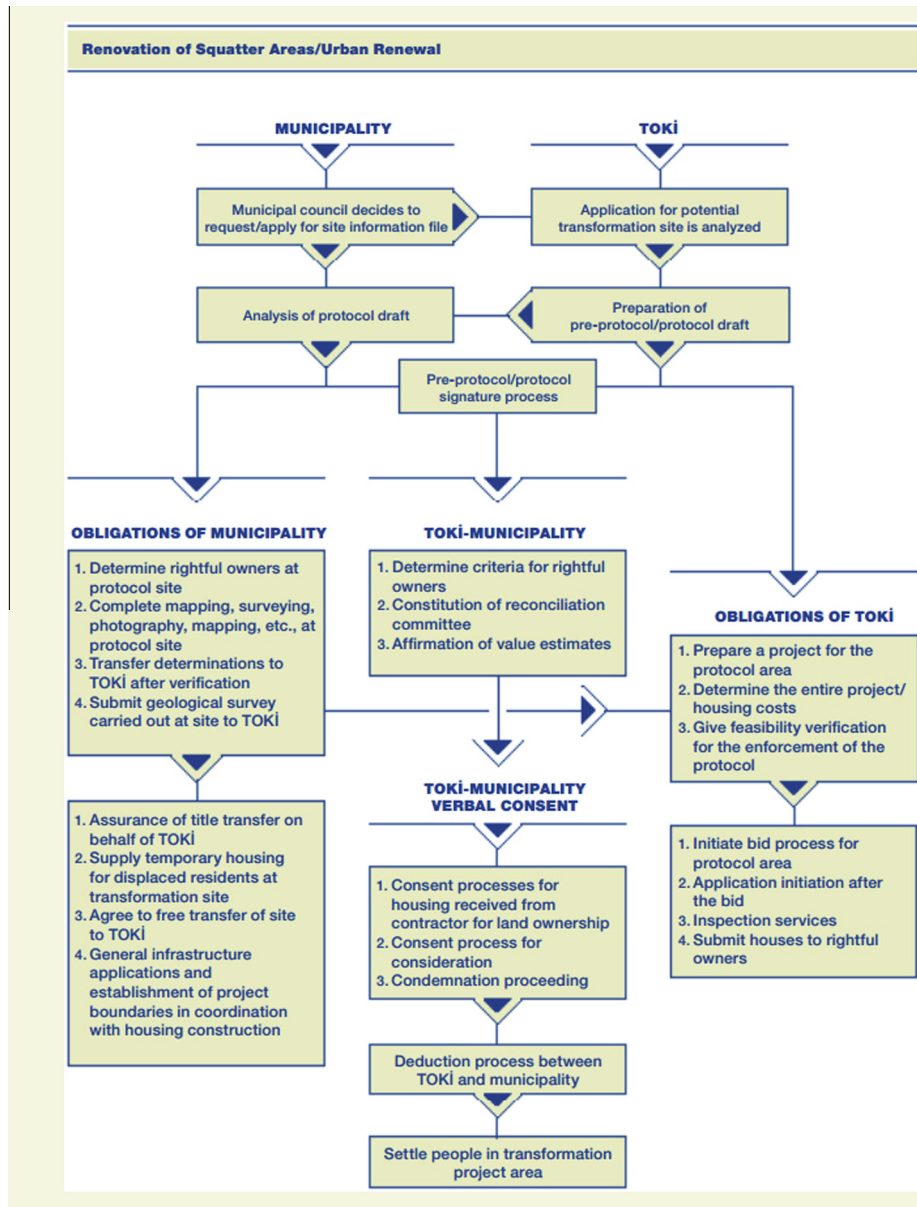 Renovation of Squatter Areas/Urban Renewal
MUNICIPALITY
TOKİ
Municipal council decides to
request/apply for site information file
Application for potential
transformation site is analyzed
Analysis of protocol draft
Preparation of
pre-protocol/protocol draft
Pre-protocol/protocol
signature process
OBLIGATIONS OF MUNICIPALITY
1. Determine rightful owners at
protocol site
2. Complete mapping, surveying,
photography, mapping, etc., at
protocol site
3. Transfer determinations to
TOKİ after verification
4. Submit geological survey
carried out at site to TOKİ
1. Assurance of title transfer on
behalf of TOKİ
2. Supply temporary housing
for displaced residents at
transformation site
3. Agree to free transfer of site
to TOKİ
4. General infrastructure
applications and
establishment of project
boundaries in coordination
with housing construction
TOKİ-MUNICIPALITY
1. Determine criteria for rightful
owners
2. Constitution of reconciliation
committee
3. Affirmation of value estimates
TOKİ-MUNICIPALITY
VERBAL CONSENT
1. Consent processes for
housing received from
contractor for land ownership
2. Consent process for
consideration
3. Condemnation proceeding
Deduction process between
TOKİ and municipality
Settle people in transformation
project area
OBLIGATIONS OF TOKİ
1. Prepare a project for the
protocol area
2. Determine the entire project/
housing costs
3. Give feasibility verification
for the enforcement of the
protocol
1. Initiate bid process for
protocol area
2. Application initiation after
the bid
3. Inspection services
4. Submit houses to rightful
owners